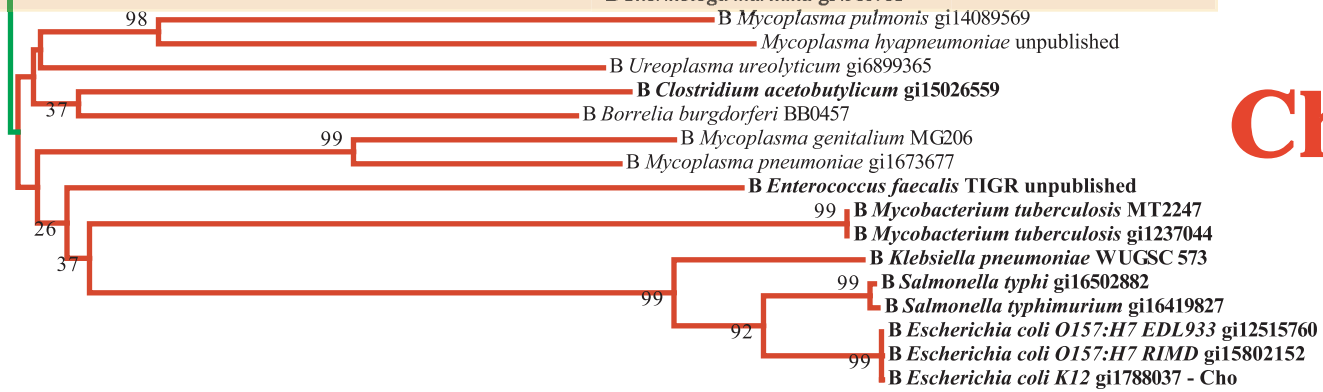 98
B Mycoplasma pulmonis gi14089569
Mycoplasma hyapneumoniae unpublished
B Ureoplasma ureolyticum gi6899365
B Clostridium acetobutylicum gi15026559
37
B Borrelia burgdorferi BB0457
99
B Mycoplasma genitalium MG206
B Mycoplasma pneumoniae gi1673677
B Enterococcus faecalis TIGR unpublished
99
B Mycobacterium tuberculosis MT2247
26
B Mycobacterium tuberculosis gi1237044
37
B Klebsiella pneumoniae WUGSC 573
99
B Salmonella typhi gi16502882
99
B Salmonella typhimurium gi16419827
92
B Escherichia coli O157:H7 EDL933 gi12515760
B Escherichia coli O157:H7 RIMD gi15802152
99
B Escherichia coli K12 gi1788037 - Cho